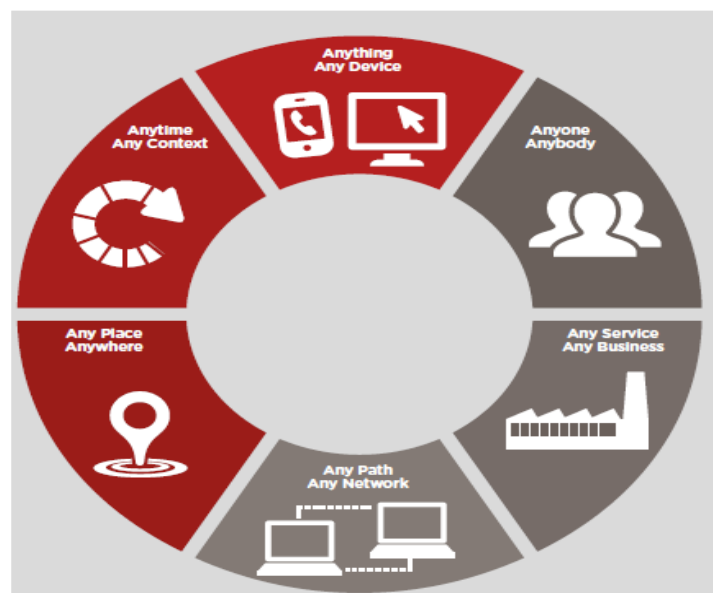 Anything
Any Device
Anyone
Anybody
Any Service
Any Business
Any Path
Any Network
Any Place
Anywhere
Anytime
Any Context